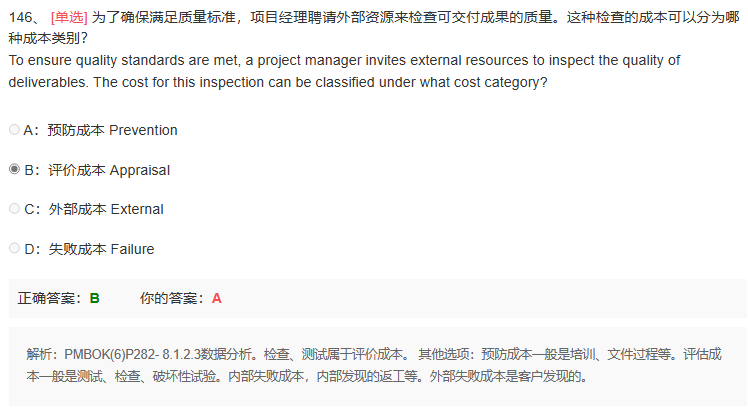 146、 [单选] 为了确保满足质量标准，项目经理聘请外部资源来检查可交付成果的质量。这种检查的成本可以分为哪
种成本类别？
To ensure quality standards are met, a project manager invites external resources to inspect the quality of
deliverables. The cost for this inspection can be classified under what cost category?
A：预防成本 Prevention
B：评价成本 Appraisal
C：外部成本 External
D：失败成本 Failure
正确答案：B 你的答案：A
解析：PMBOK(6)P282- 8.1.2.3数据分析。检查、测试属于评价成本。 其他选项：预防成本一般是培训、文件过程等。评估成
本一般是测试、检查、破坏性试验。内部失败成本，内部发现的返工等。外部失败成本是客户发现的。